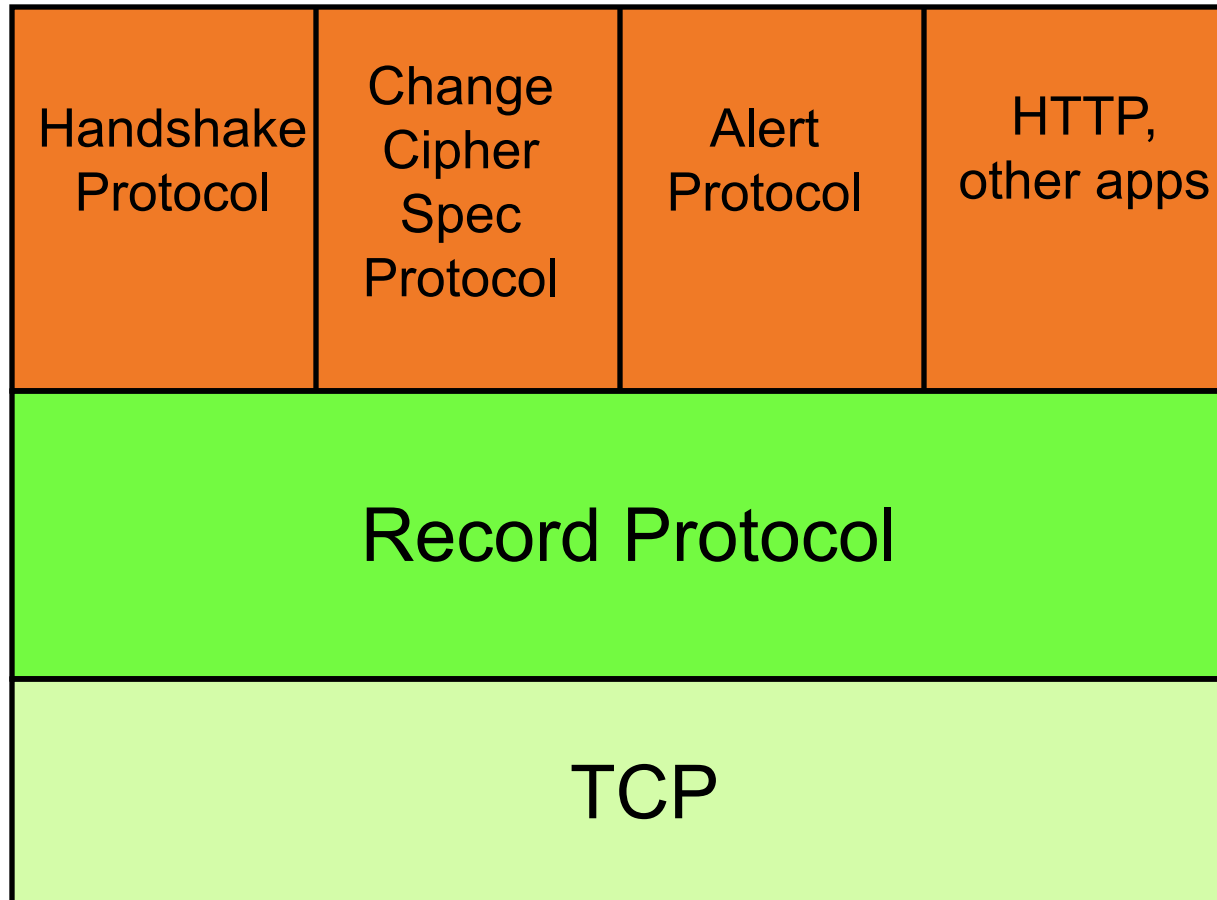 Handshake
Protocol
Change
Cipher
Spec
Protocol
Alert
Protocol
HTTP,
other apps
Record Protocol
TCP